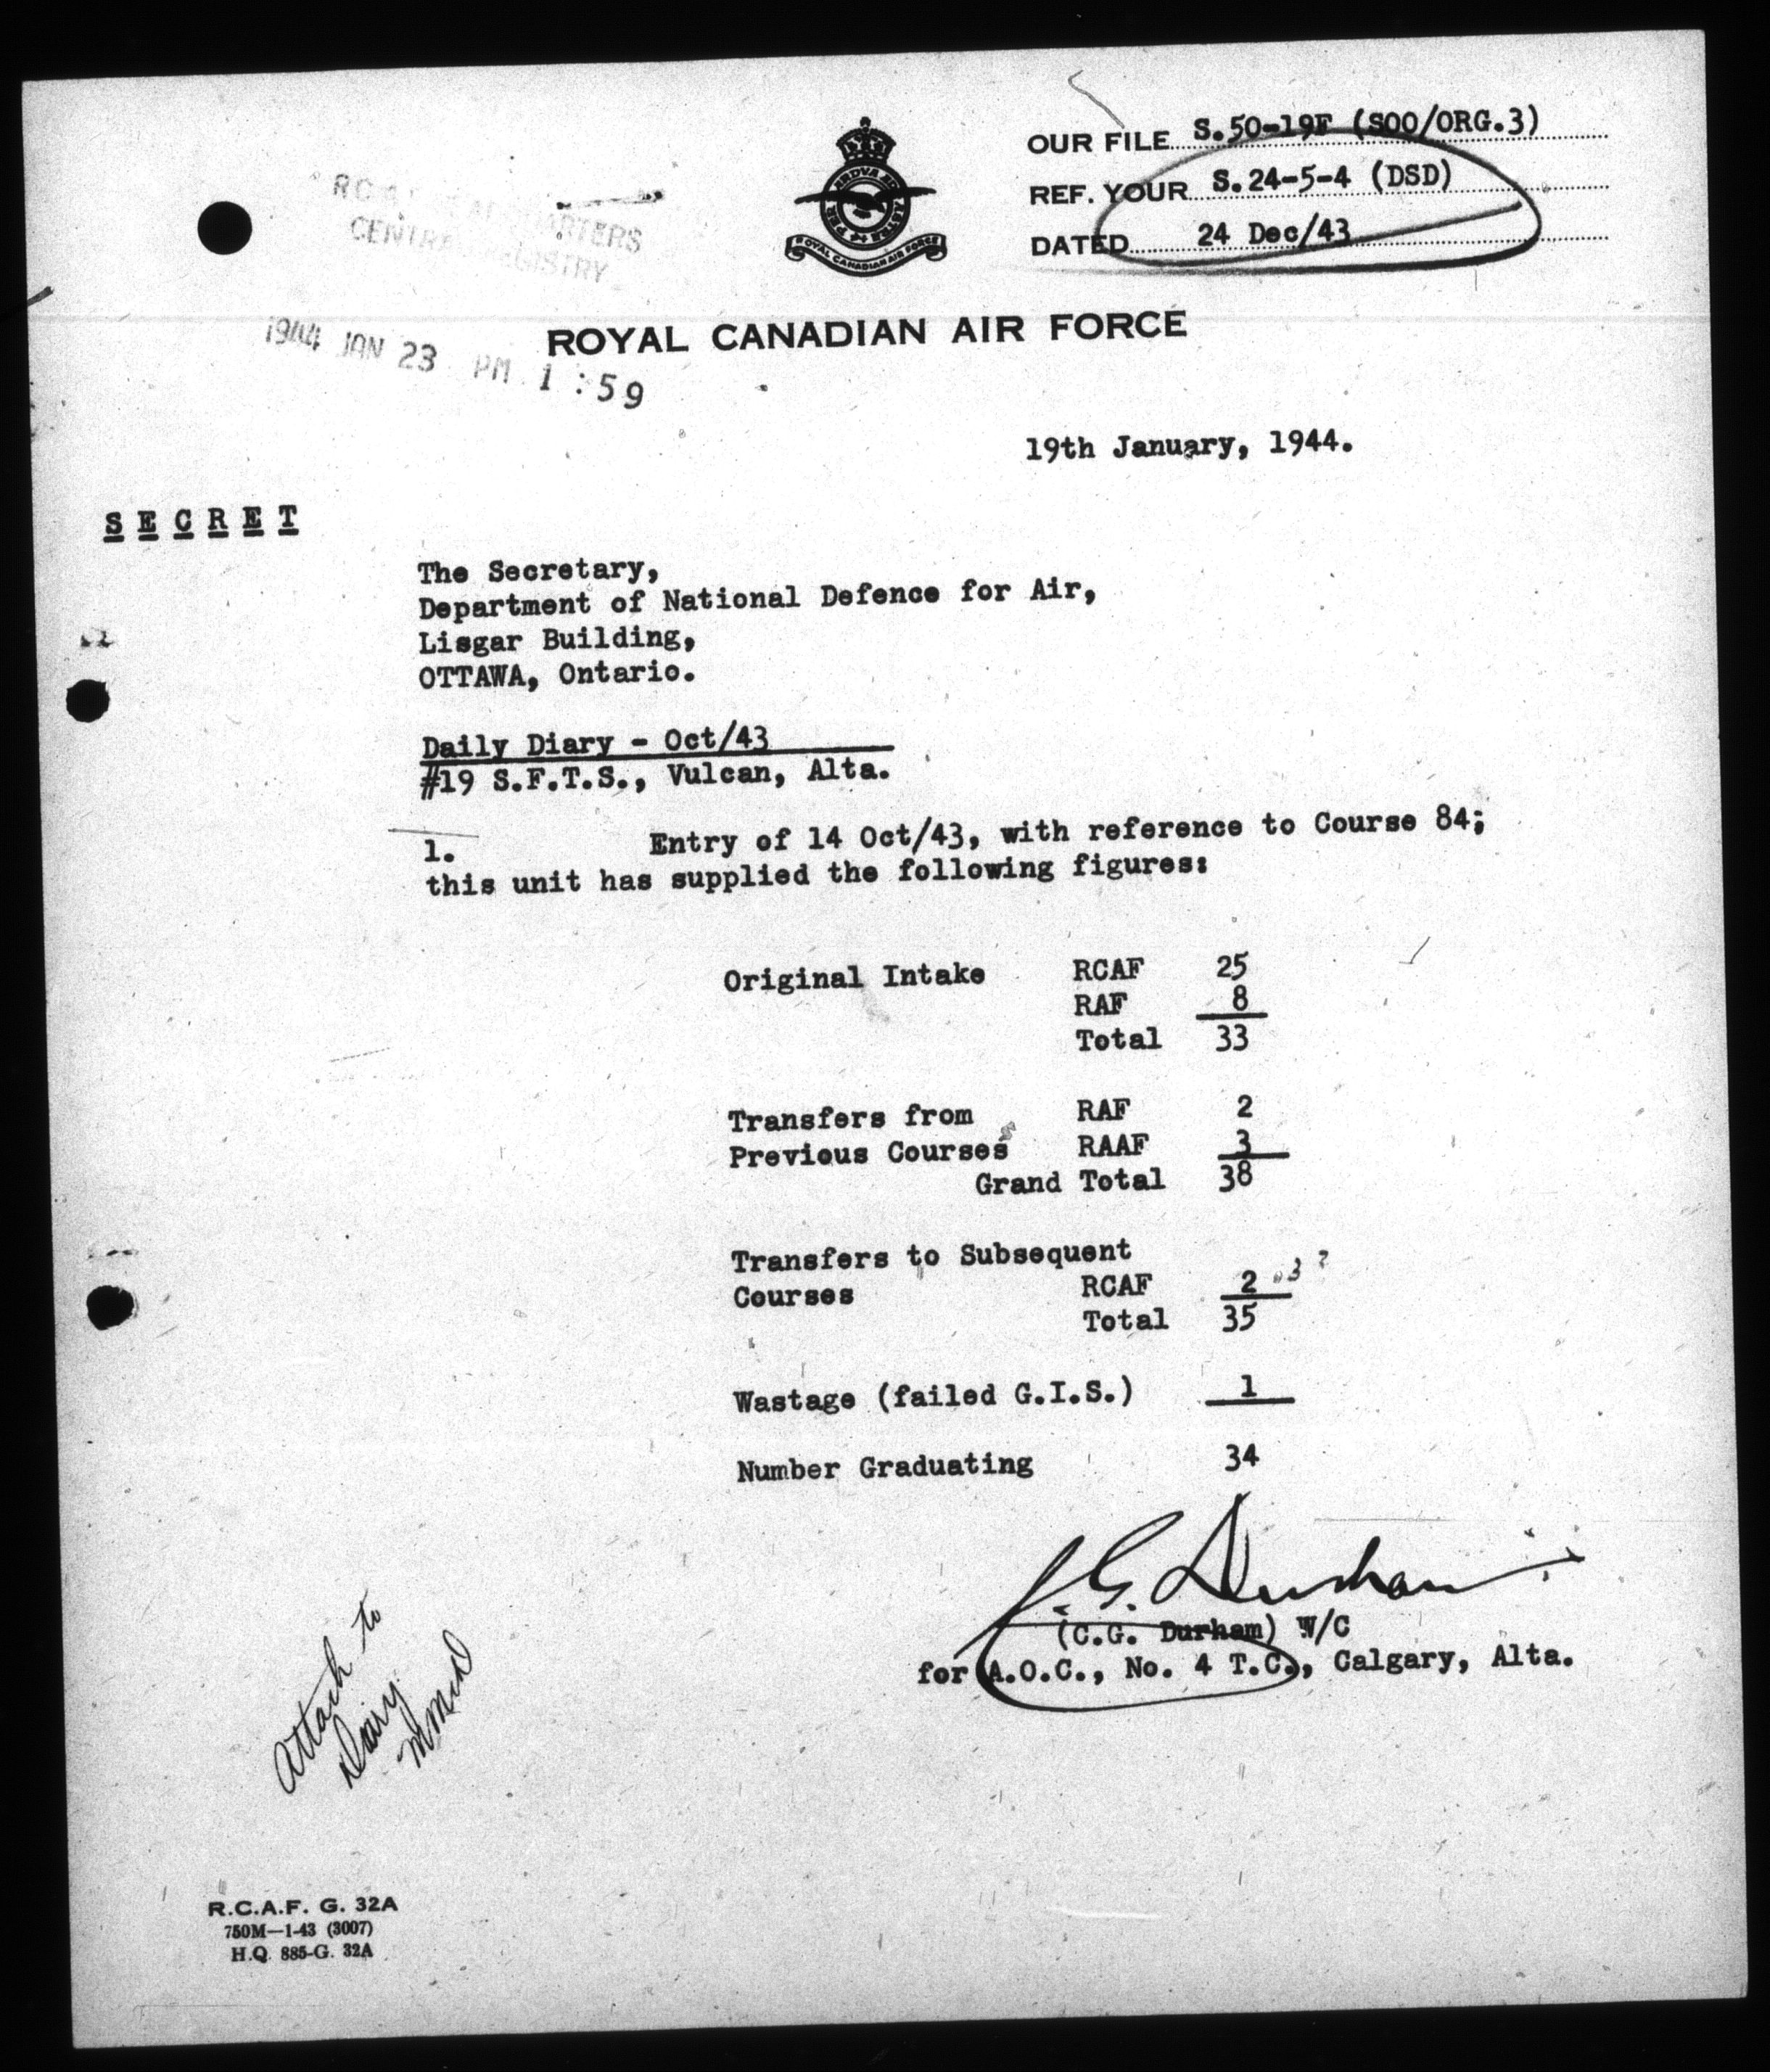 OUR FILE S.50-19F (SOO/ORG.3)
REF. YOUR S.24-5-4 (DSD)
DATED 24 Dec/43
CENTRAL REGISTRY
ROYAL CANADIAN AIR FORCE
ROYAL CANADIAN AIR FORCE
1944 JAN 23 PM 1:59
19th January, 1944.
SECRET
The Secretary,
Department of National Defence for Air,
Lisgar Building,
OTTAWA, Ontario.
Daily Diary - Oct/43
#19 S.F.T.S., Vulcan, Alta.
1. Entry of 14 Oct/43, with reference to Course 84;
this unit has supplied the following figures:
Original Intake RCAF 25
RAF 8
Total 33
Transfers from RAF 2
Previous Courses RAAF 3
Grand Total 38
Transfers to Subsequent
Courses RCAF 2 3 ?
Total 35
Wastage (failed G.I.S.) 1
Number Graduating 34
C.G. Durham
(C.G. Durham) W/C
for A.O.C., No. 4 T.C., Calgary, Alta.
Attach to
Diary
R.C.A.F. G. 32A
750M—1-43 (3007)
H.Q. 885-G. 32A